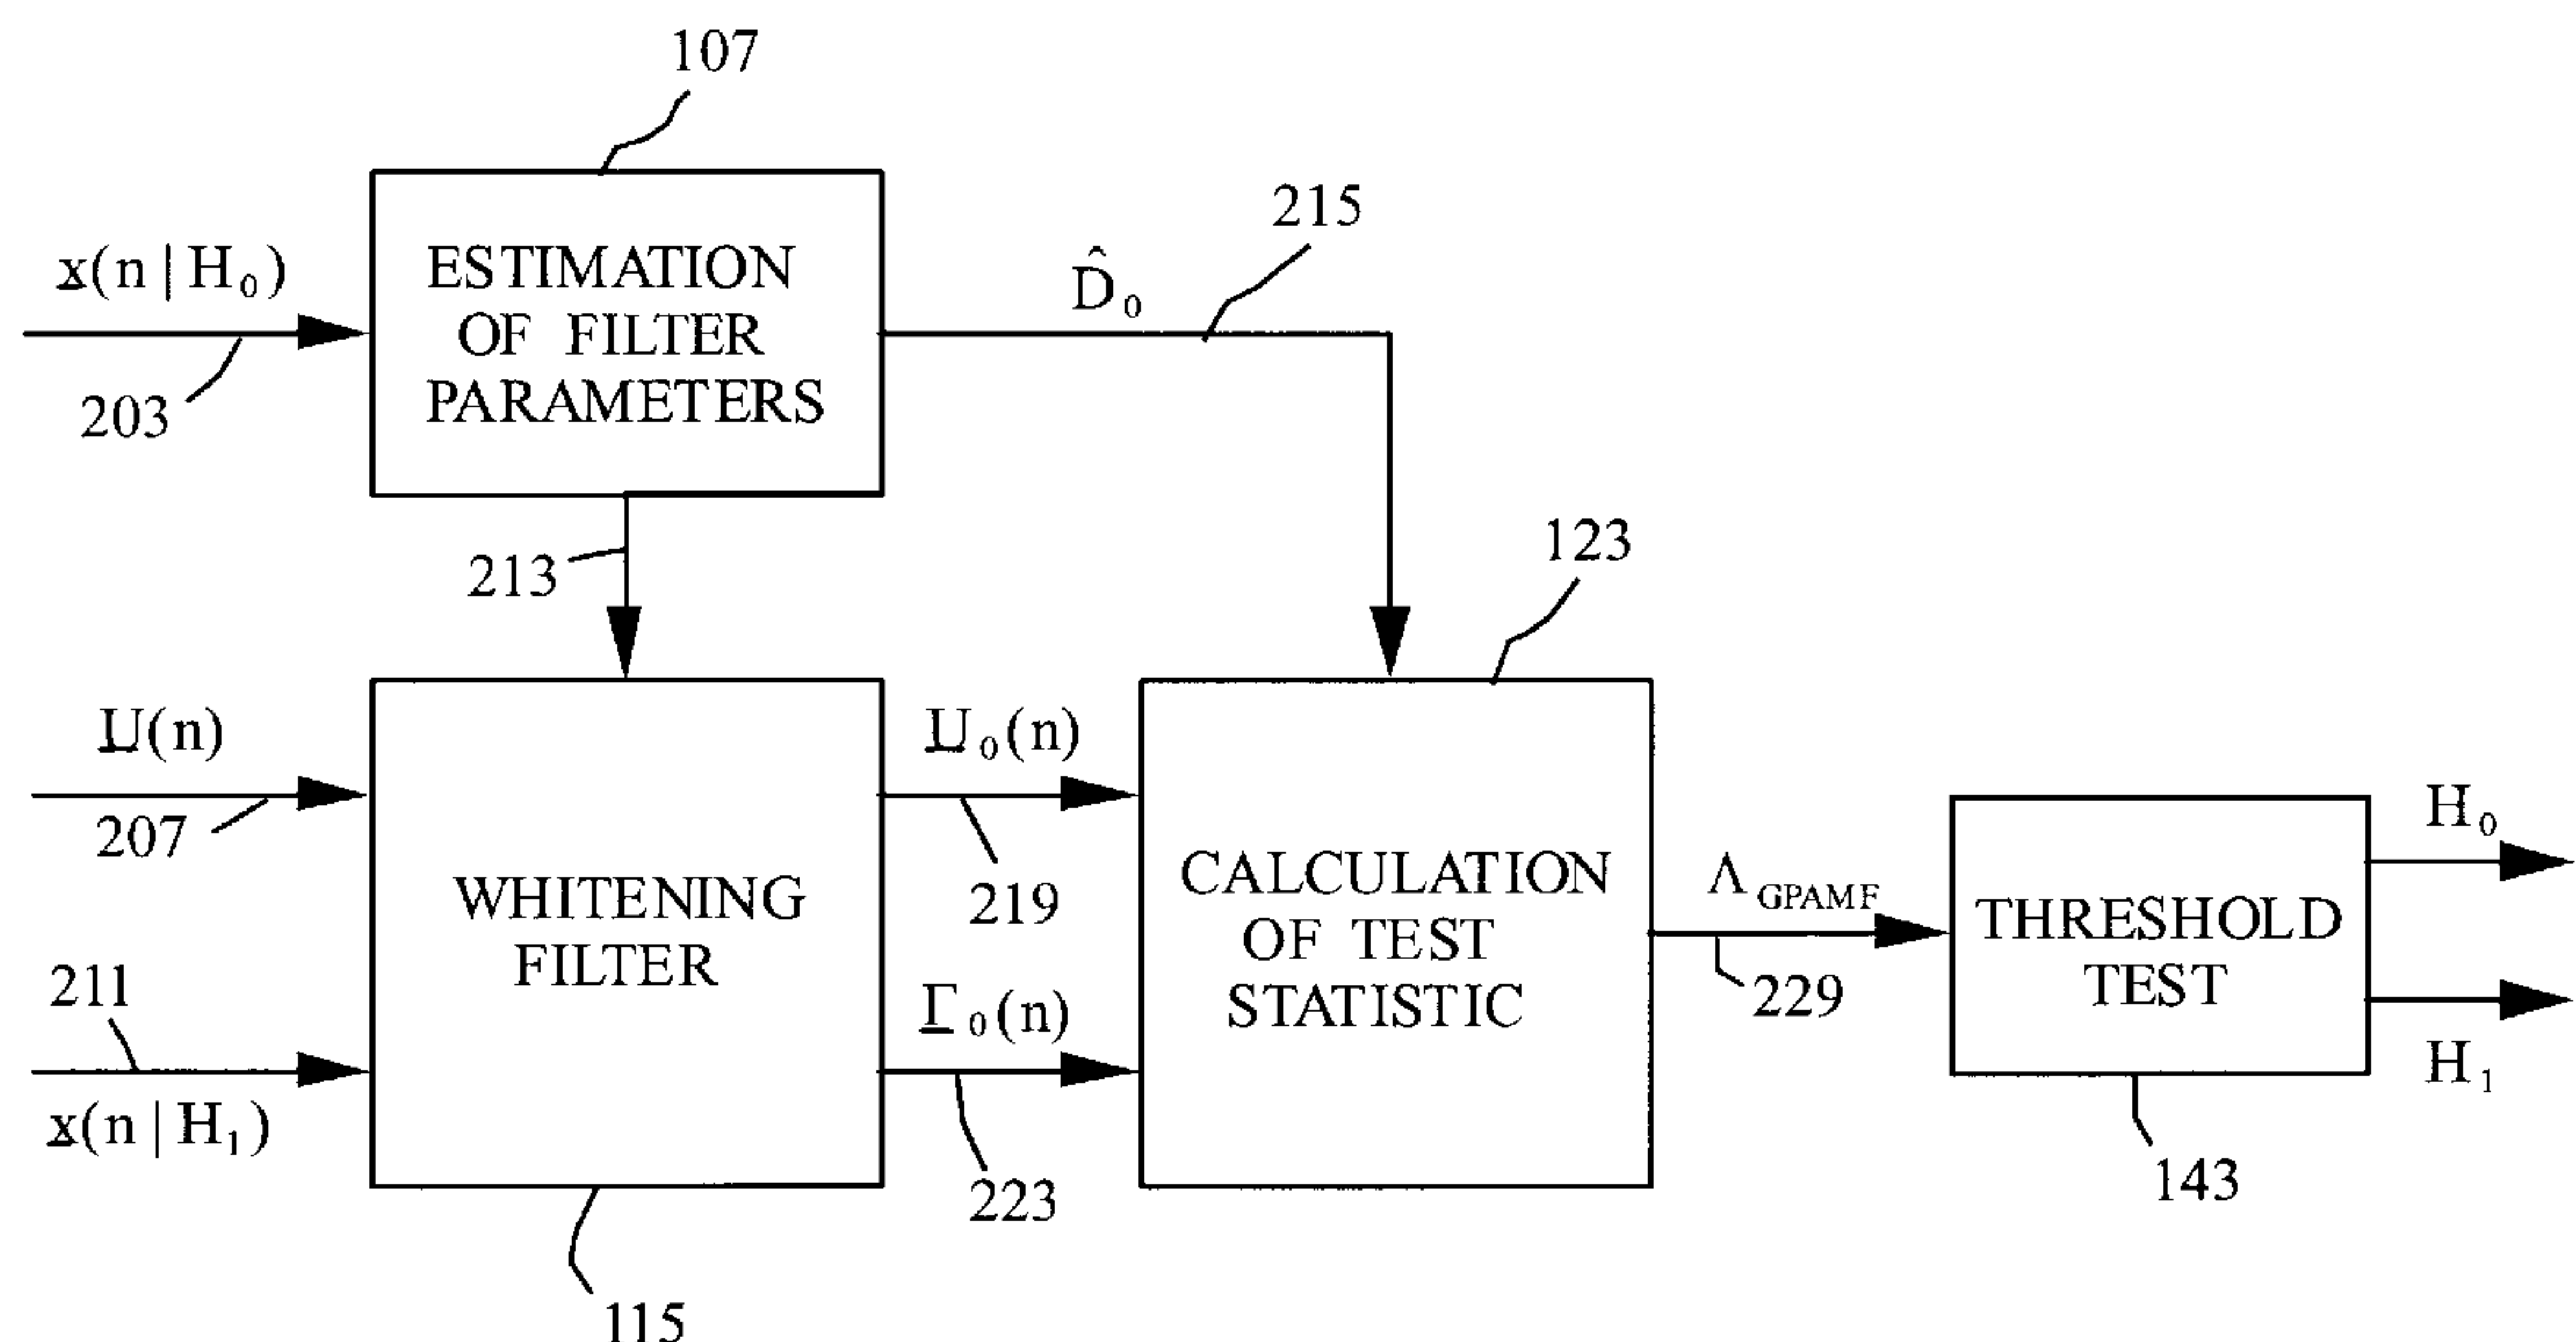 107
215
x(n | H₀)
ESTIMATION
OF FILTER
PARAMETERS
D̂₀
203
213
123
U(n)
207
U₀(n)
219
WHITENING
FILTER
211
x(n | H₁)
Γ₀(n)
223
115
CALCULATION
OF TEST
STATISTIC
Λ GPAMF
229
THRESHOLD
TEST
H₀
H₁
143